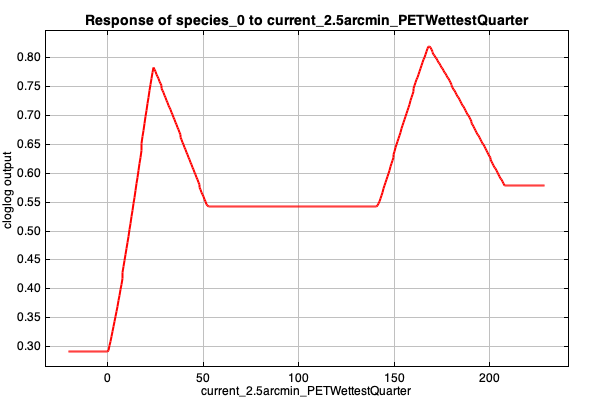 Response of species_0 to current_2.5arcmin_PETWettestQuarter
cloglog output
0.80
0.75
0.70
0.65
0.60
0.55
0.50
0.45
0.40
0.35
0.30
0 50 100 150 200
current_2.5arcmin_PETWettestQuarter